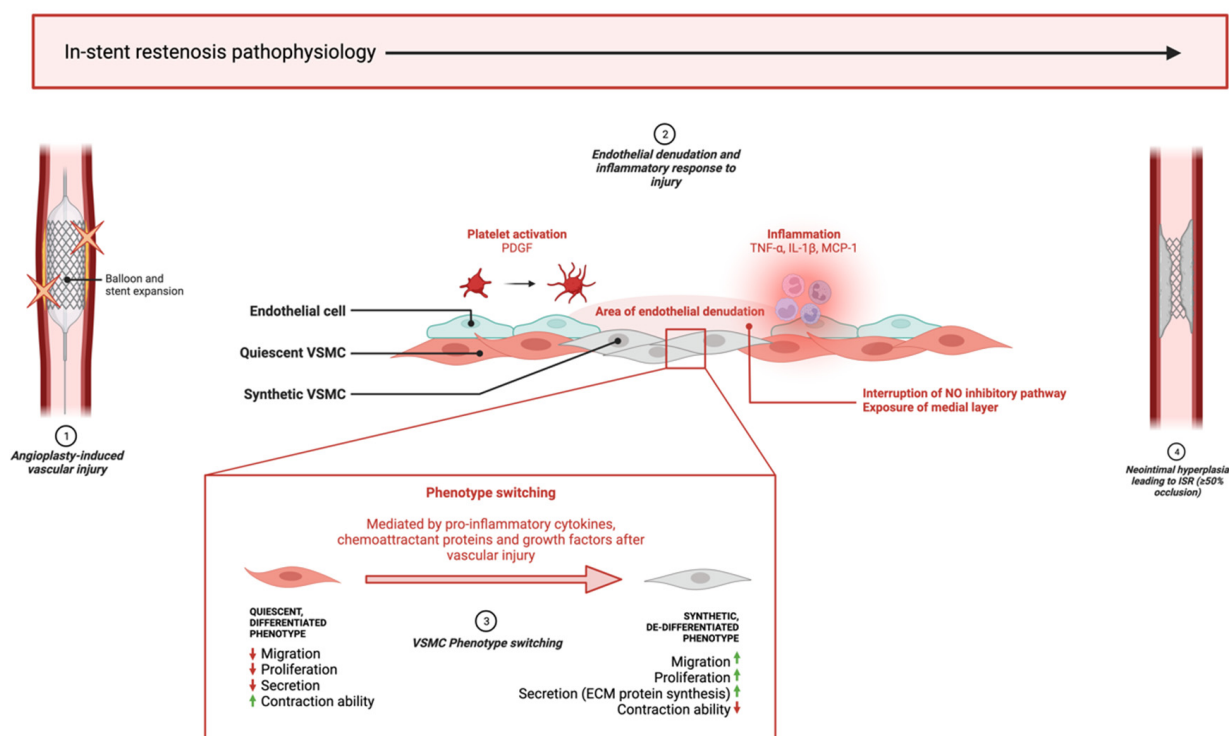 In-stent restenosis pathophysiology
2
Endothelial denudation and
inflammatory response to
injury
Platelet activation
PDGF
Inflammation
TNF-α, IL-1β, MCP-1
Balloon and
stent expansion
Endothelial cell
Area of endothelial denudation
Quiescent VSMC
Synthetic VSMC
Interruption of NO inhibitory pathway
Exposure of medial layer
1
Angioplasty-induced
vascular injury
4
Neointimal hyperplasia
leading to ISR (≥50%
occlusion)
Phenotype switching
Mediated by pro-inflammatory cytokines,
chemoattractant proteins and growth factors after
vascular injury
QUIESCENT,
DIFFERENTIATED
PHENOTYPE
Migration
Proliferation
Secretion
Contraction ability
3
VSMC Phenotype switching
SYNTHETIC,
DE-DIFFERENTIATED
PHENOTYPE
Migration
Proliferation
Secretion (ECM protein synthesis)
Contraction ability